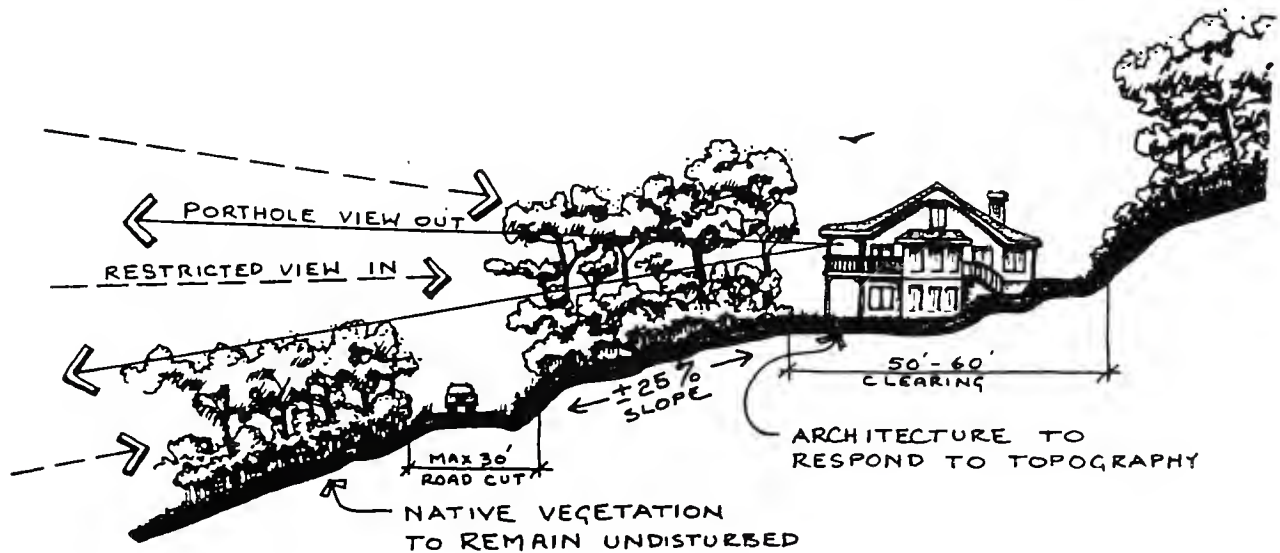 PORTHOLE VIEW OUT
RESTRICTED VIEW IN
±25%
SLOPE
50'-60'
CLEARING
MAX 30'
ROAD CUT
ARCHITECTURE TO
RESPOND TO TOPOGRAPHY
NATIVE VEGETATION
TO REMAIN UNDISTURBED